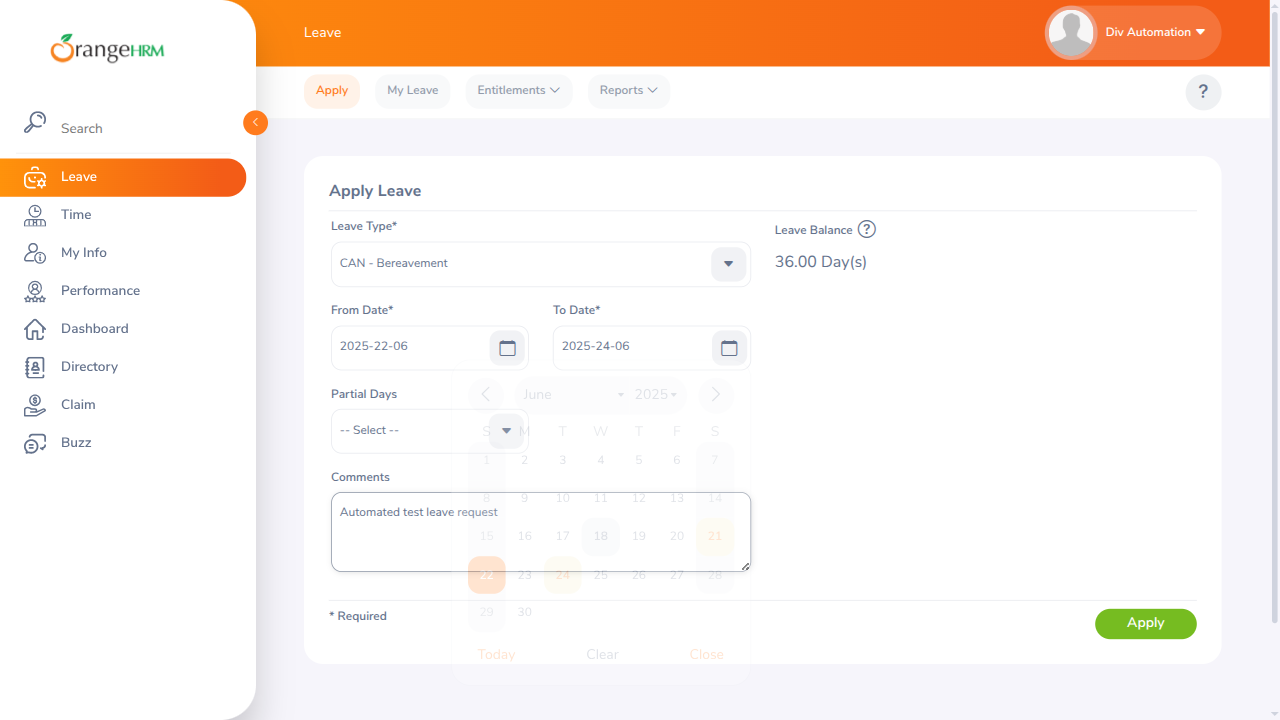 OrangeHRM
Leave
Div Automation
Search
Apply
My Leave
Entitlements
Reports
?
Leave
Time
My Info
Performance
Dashboard
Directory
Claim
Buzz
Apply Leave
Leave Type*
CAN - Bereavement
Leave Balance ?
36.00 Day(s)
From Date*
2025-22-06
To Date*
2025-24-06
Partial Days
-- Select --
Comments
Automated test leave request
June 2025
S M T W T F S
1 2 3 4 5 6 7
8 9 10 11 12 13 14
15 16 17 18 19 20 21
22 23 24 25 26 27 28
29 30
Today Clear Close
* Required
Apply